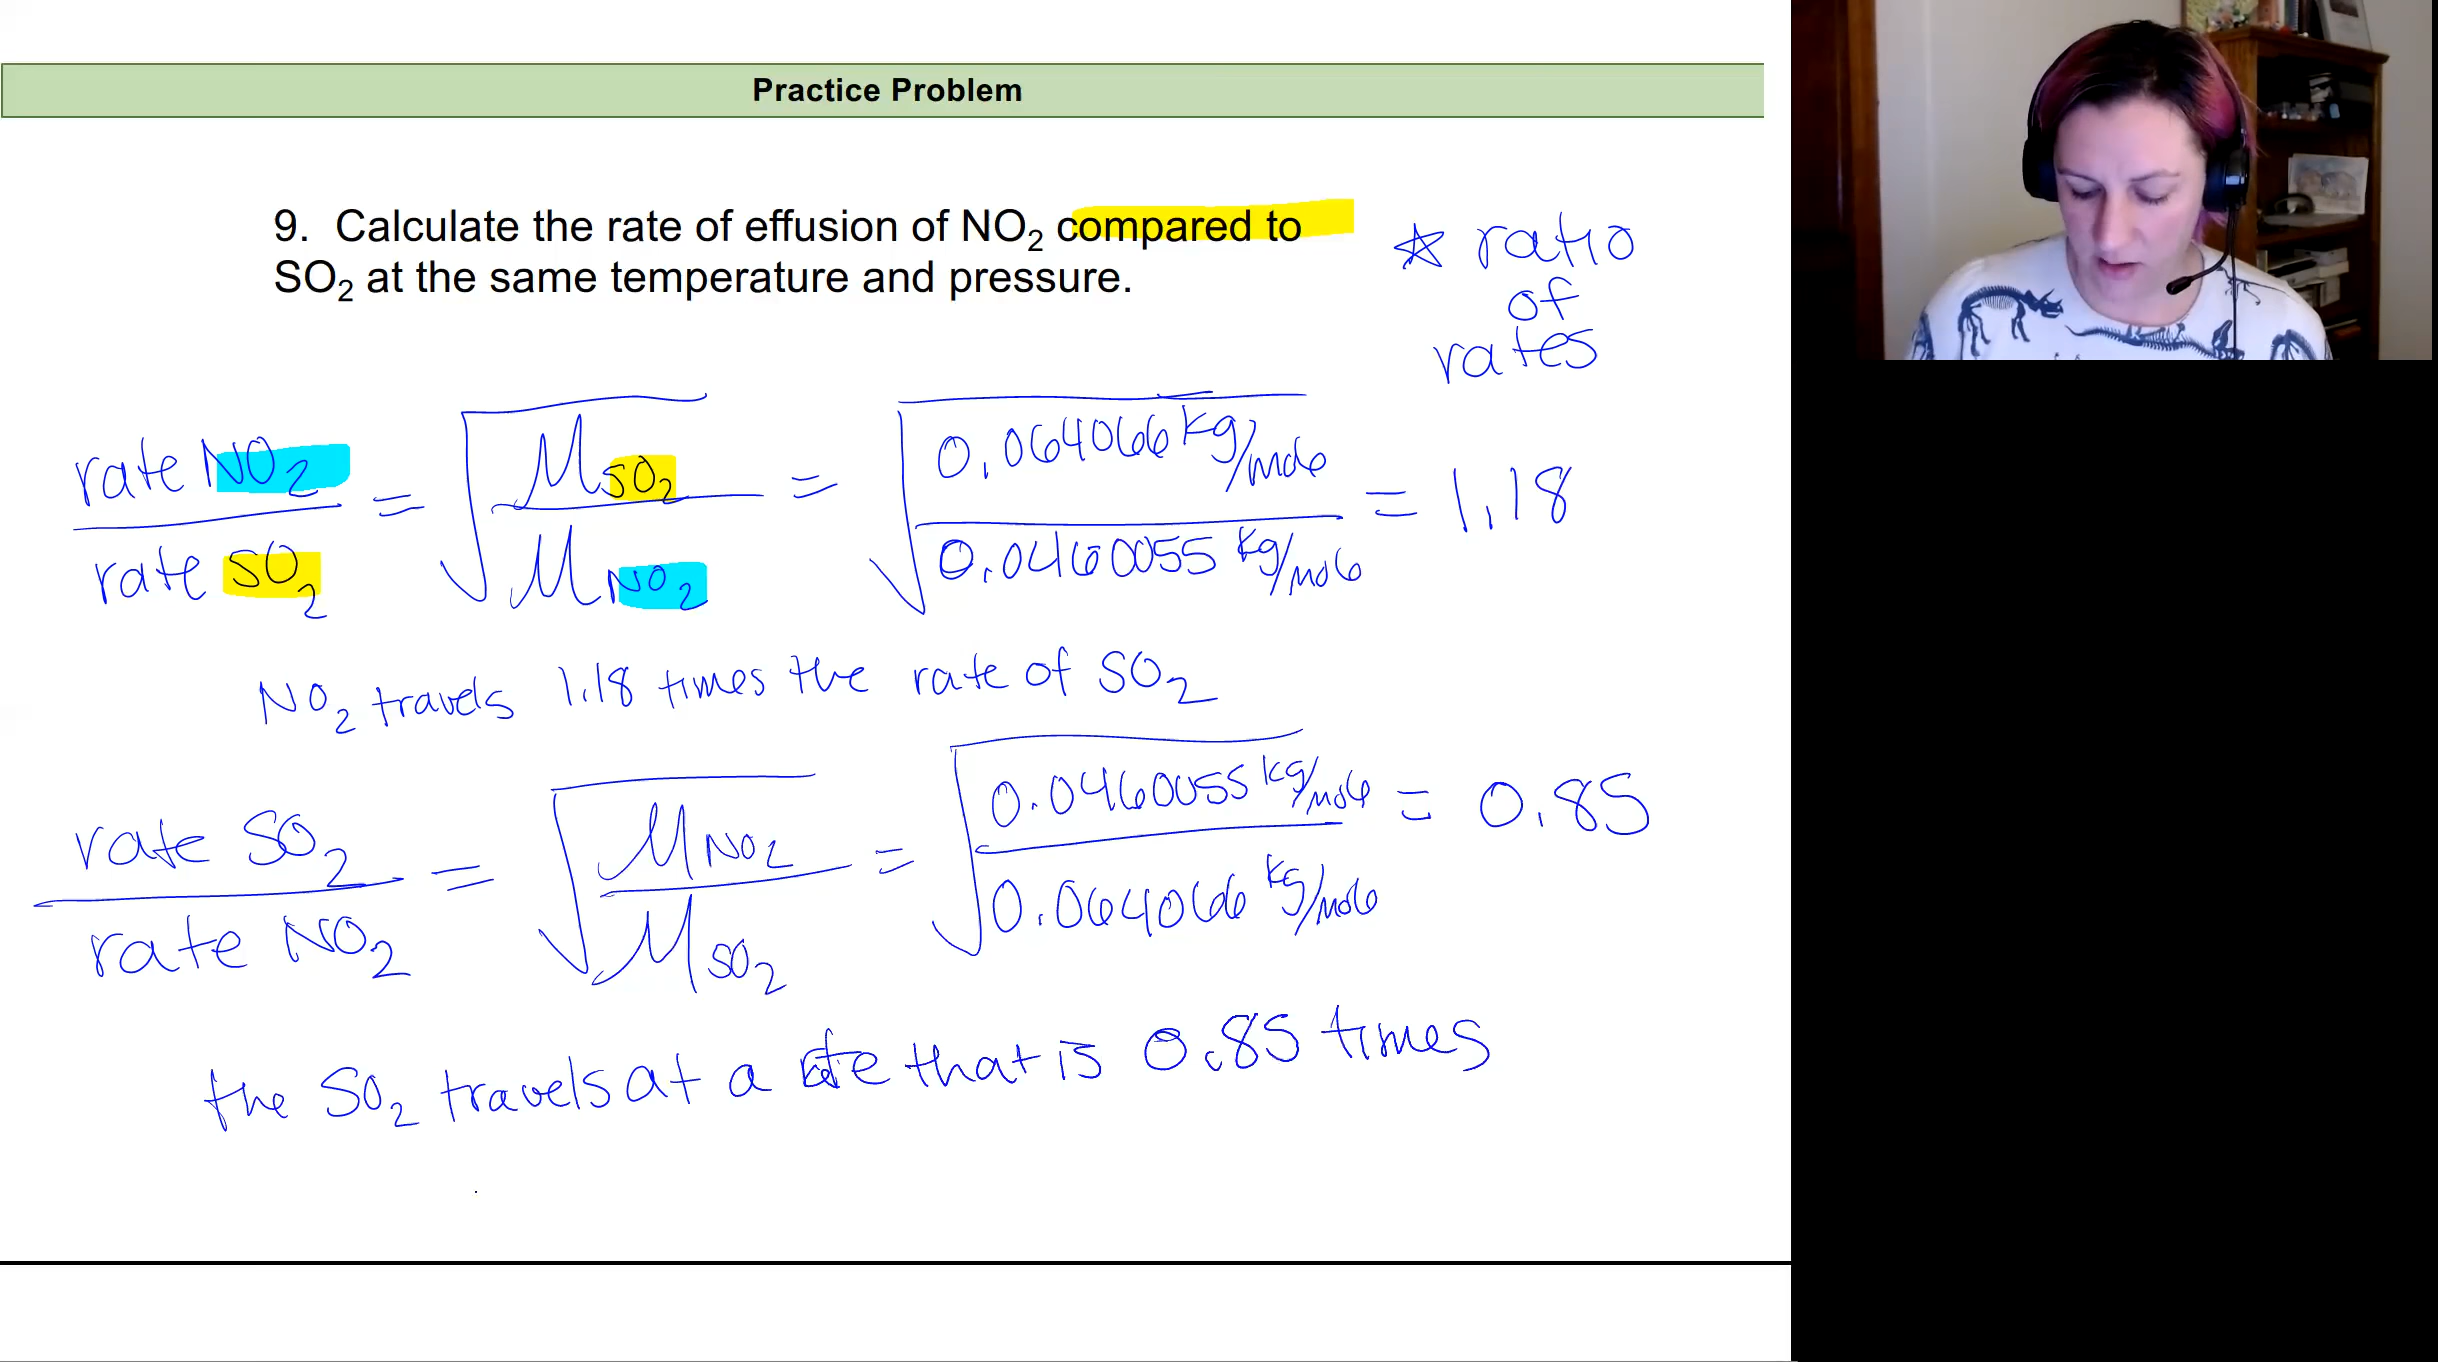 Practice Problem
9. Calculate the rate of effusion of NO₂ compared to
SO₂ at the same temperature and pressure.
☆ ratio
of
rates
rate NO₂ / rate SO₂ = √(M SO₂ / M NO₂) = √(0.064066 kg/mole / 0.0460055 kg/mole) = 1.18
NO₂ travels 1.18 times the rate of SO₂
rate SO₂ / rate NO₂ = √(M NO₂ / M SO₂) = √(0.0460055 kg/mole / 0.064066 kg/mole) = 0.85
the SO₂ travels at a rate that is 0.85 times